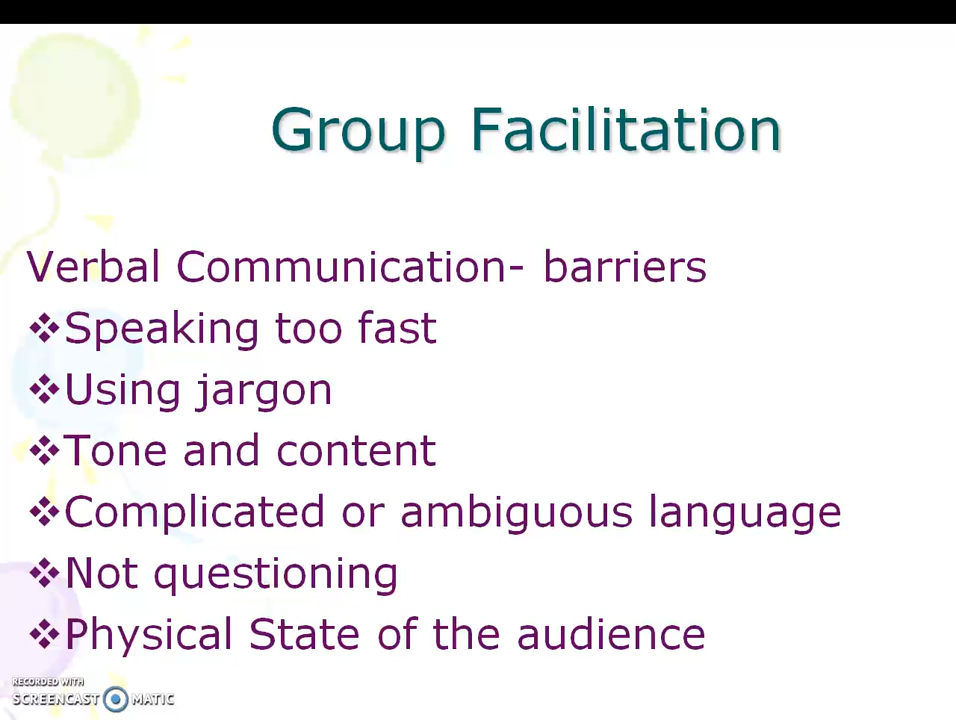 Group Facilitation
Verbal Communication- barriers
❖Speaking too fast
❖Using jargon
❖Tone and content
❖Complicated or ambiguous language
❖Not questioning
❖Physical State of the audience
RECORDED WITH
SCREENCAST MATIC